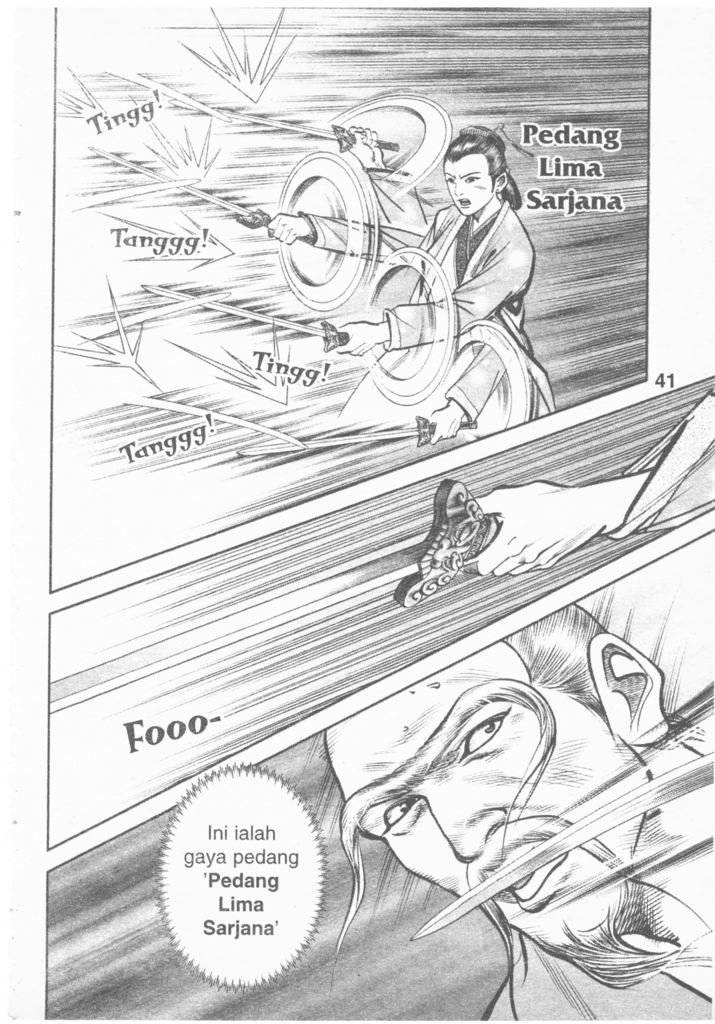 Tingg!
Pedang
Lima
Sarjana
Tanggg!
Tingg!
41
Tanggg!
Fooo-
Ini ialah
gaya pedang
'Pedang
Lima
Sarjana'